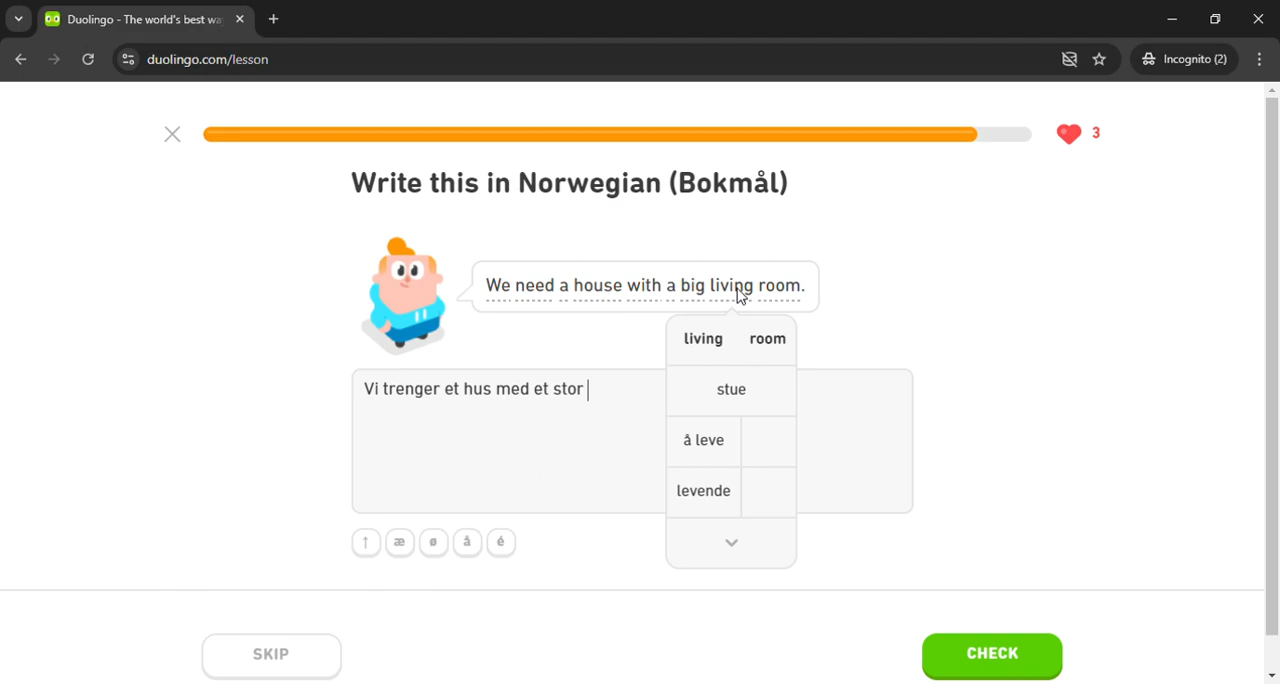 Duolingo - The world's best wa
duolingo.com/lesson
Incognito (2)
3
Write this in Norwegian (Bokmål)
We need a house with a big living room.
living room
stue
å leve
levende
Vi trenger et hus med et stor
↑ æ ø å é
SKIP
CHECK